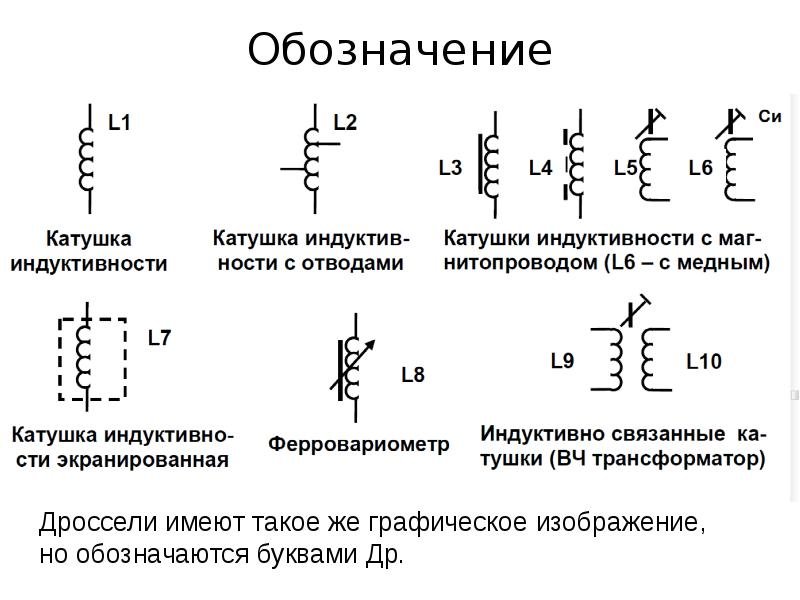 Обозначение
L1
L2
L3
L4
L5
L6
Си
Катушка
индуктивности
Катушка индуктив-
ности с отводами
Катушки индуктивности с маг-
нитопроводом (L6 – с медным)
L7
L8
L9
L10
Катушка индуктивно-
сти экранированная
Ферровариометр
Индуктивно связанные ка-
тушки (ВЧ трансформатор)
Дроссели имеют такое же графическое изображение,
но обозначаются буквами Др.